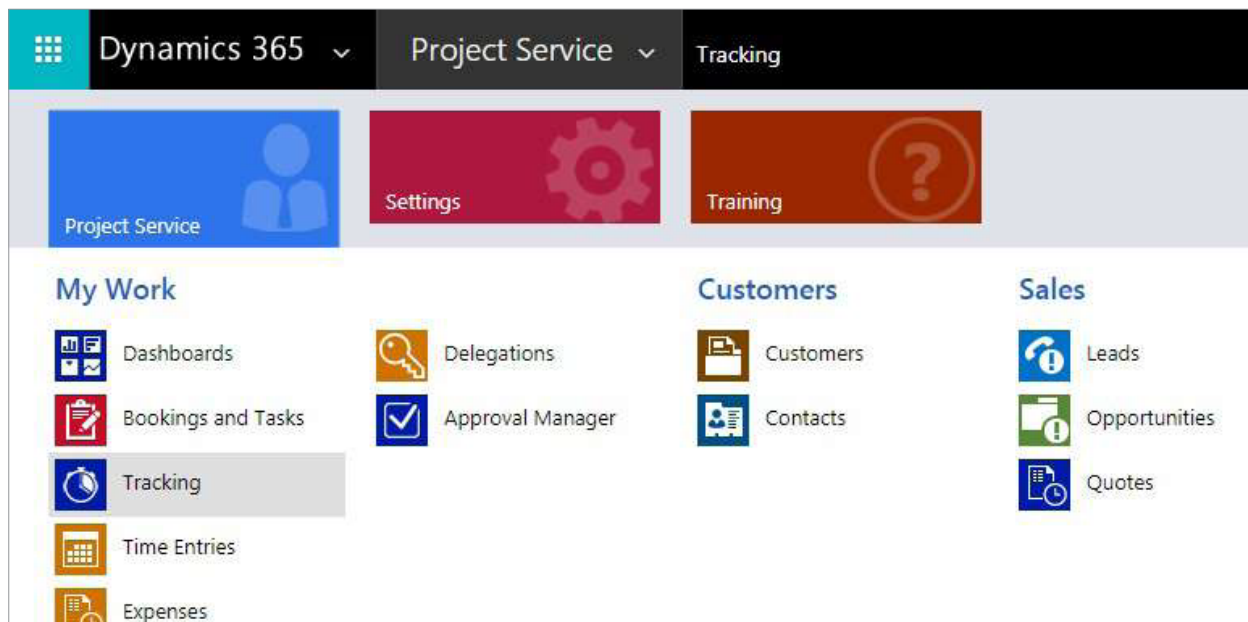 Dynamics 365
Project Service
Tracking
Project Service
Settings
Training
My Work
Dashboards
Bookings and Tasks
Tracking
Time Entries
Expenses
Delegations
Approval Manager
Customers
Customers
Contacts
Sales
Leads
Opportunities
Quotes